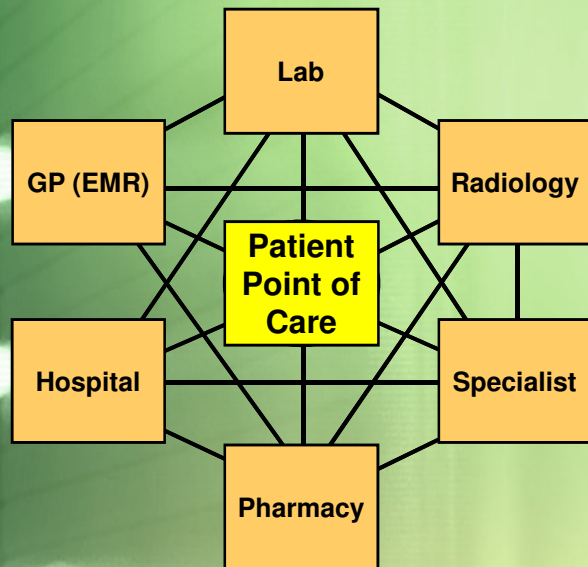 Lab
GP (EMR)
Radiology
Patient
Point of
Care
Hospital
Specialist
Pharmacy